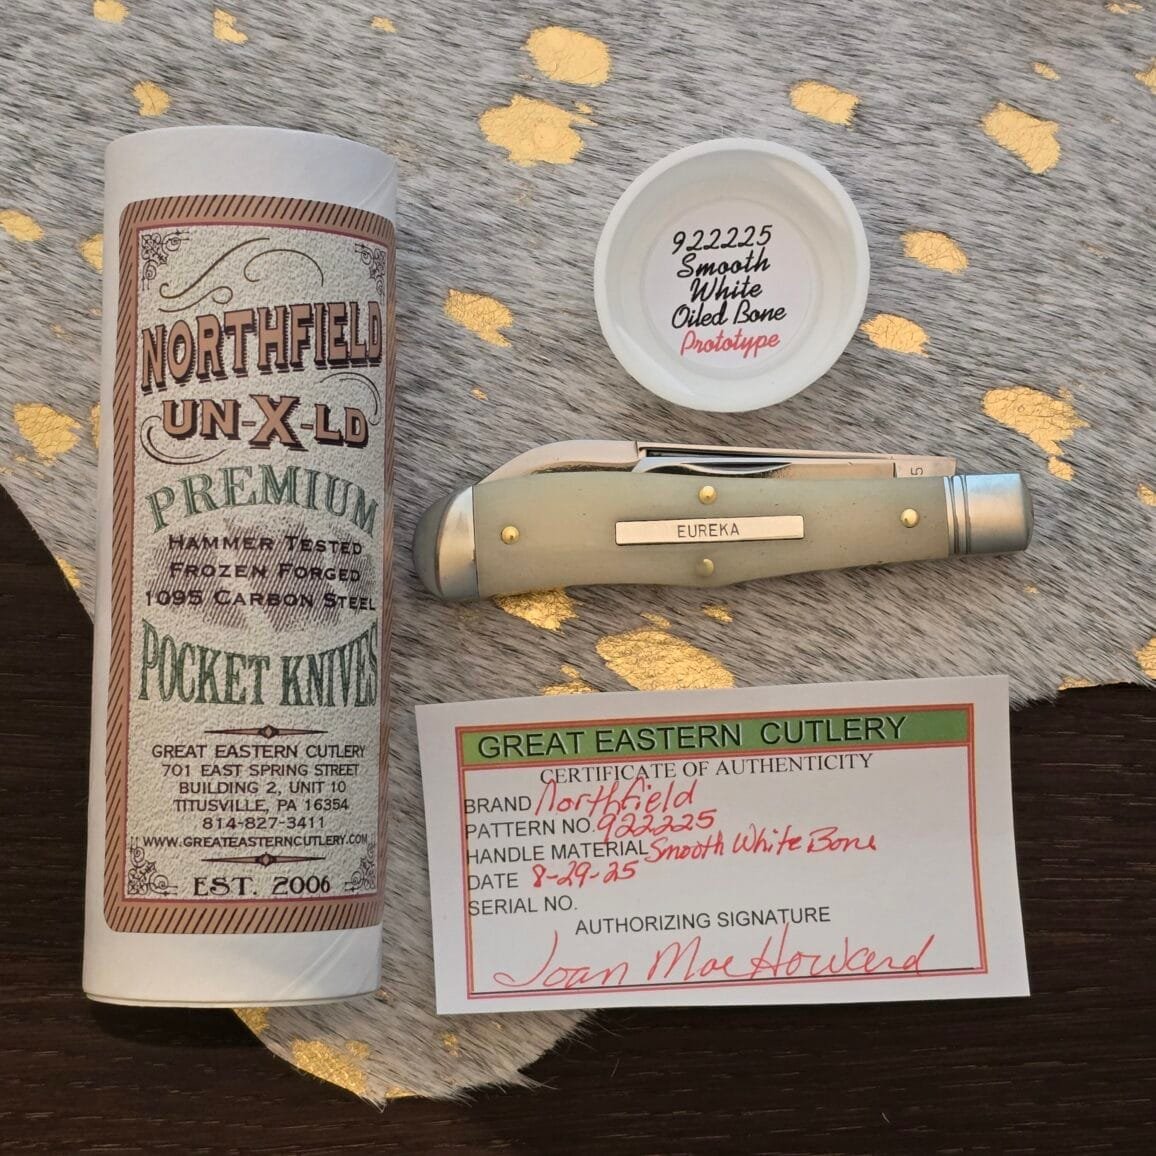 NORTHFIELD
UN-X-LD
PREMIUM
HAMMER TESTED
FROZEN FORGED
1095 CARBON STEEL
POCKET KNIVES
GREAT EASTERN CUTLERY
701 EAST SPRING STREET
BUILDING 2, UNIT 10
TITUSVILLE, PA 16354
814-827-3411
WWW.GREATEASTERNCUTLERY.COM
EST. 2006
922225
Smooth
White
Oiled Bone
Prototype
5
EUREKA
GREAT EASTERN CUTLERY
CERTIFICATE OF AUTHENTICITY
BRAND Northfield
PATTERN NO. 922225
HANDLE MATERIAL Smooth White Bone
DATE 8-29-25
SERIAL NO.
AUTHORIZING SIGNATURE
Joan Mae Howard